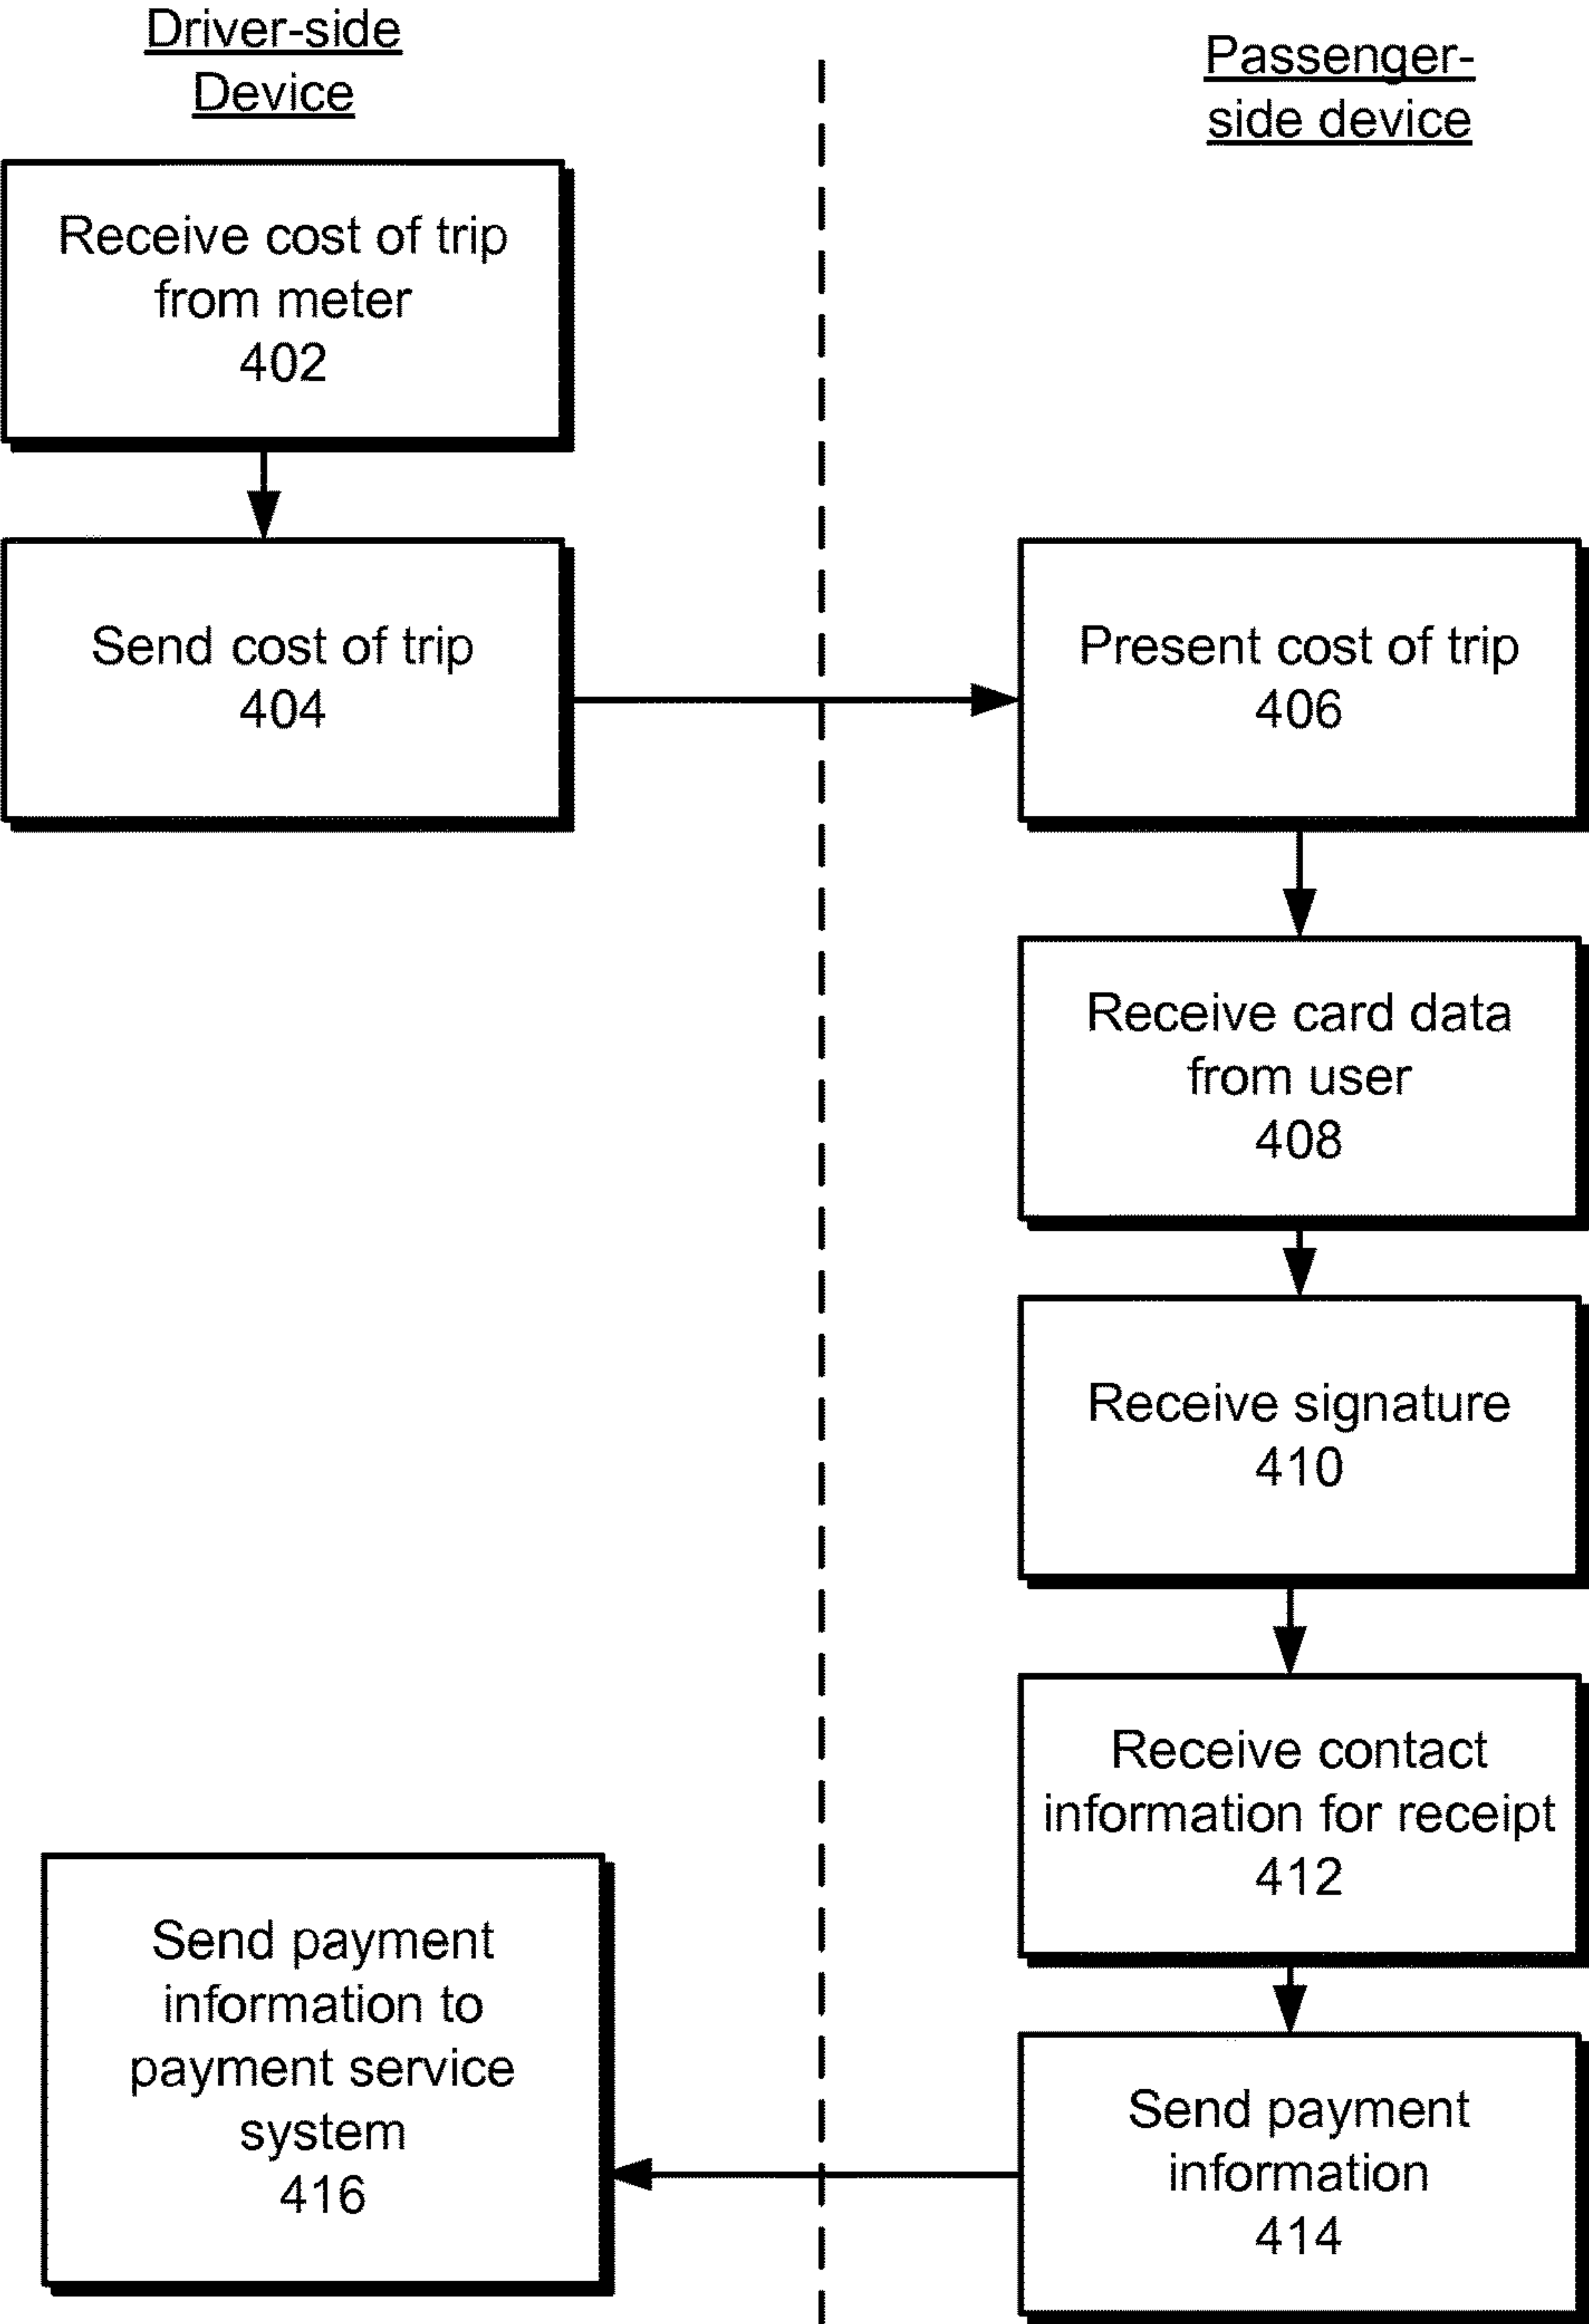 Driver-side
Device
Passenger-
side device
Receive cost of trip
from meter
402
Send cost of trip
404
Present cost of trip
406
Receive card data
from user
408
Receive signature
410
Receive contact
information for receipt
412
Send payment
information
414
Send payment
information to
payment service
system
416